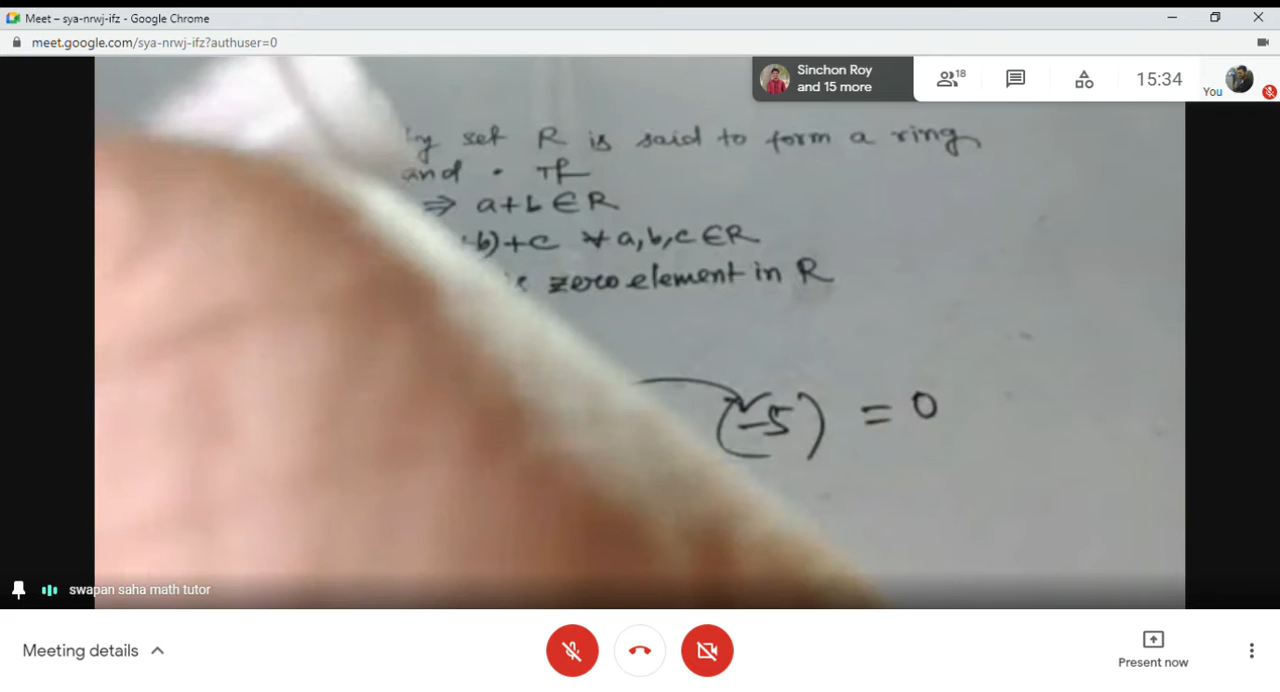 Meet – sya-nrwj-ifz - Google Chrome
meet.google.com/sya-nrwj-ifz?authuser=0
Sinchon Roy
and 15 more
18
15:34
You
set R is said to form a ring
and · If
⇒ a+b ∈ R
b)+c ∀ a,b,c ∈ R
zero element in R
(-5) = 0
swapan saha math tutor
Meeting details
Present now